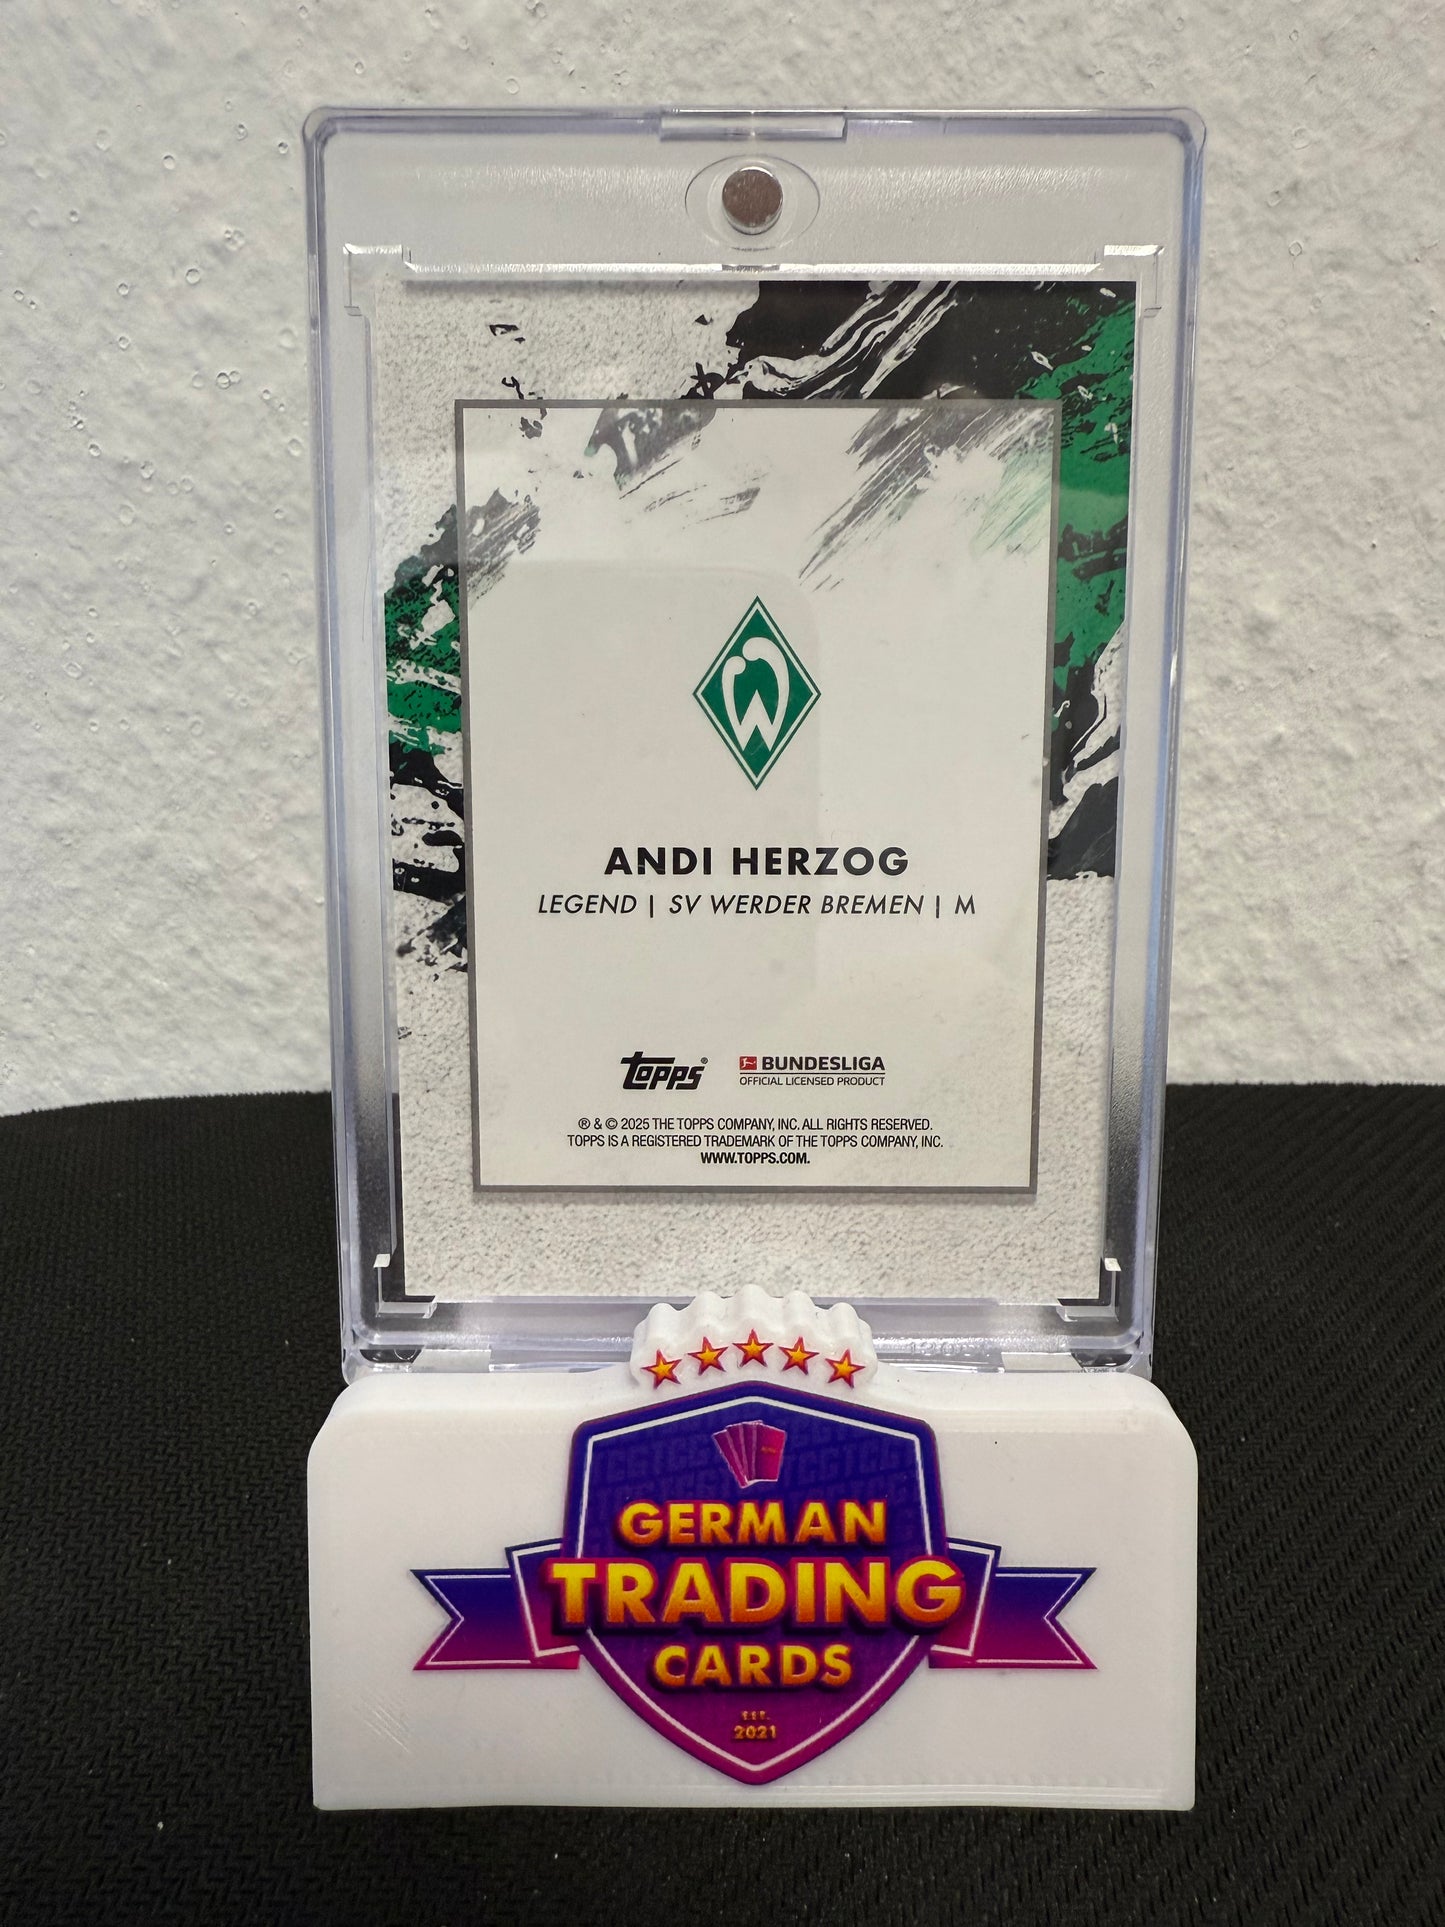 ANDI HERZOG
LEGEND | SV WERDER BREMEN | M
TOPPS®
BUNDESLIGA
OFFICIAL LICENSED PRODUCT
® & © 2025 THE TOPPS COMPANY, INC. ALL RIGHTS RESERVED.
TOPPS IS A REGISTERED TRADEMARK OF THE TOPPS COMPANY, INC.
WWW.TOPPS.COM.
GERMAN
TRADING
CARDS
EST.
2021